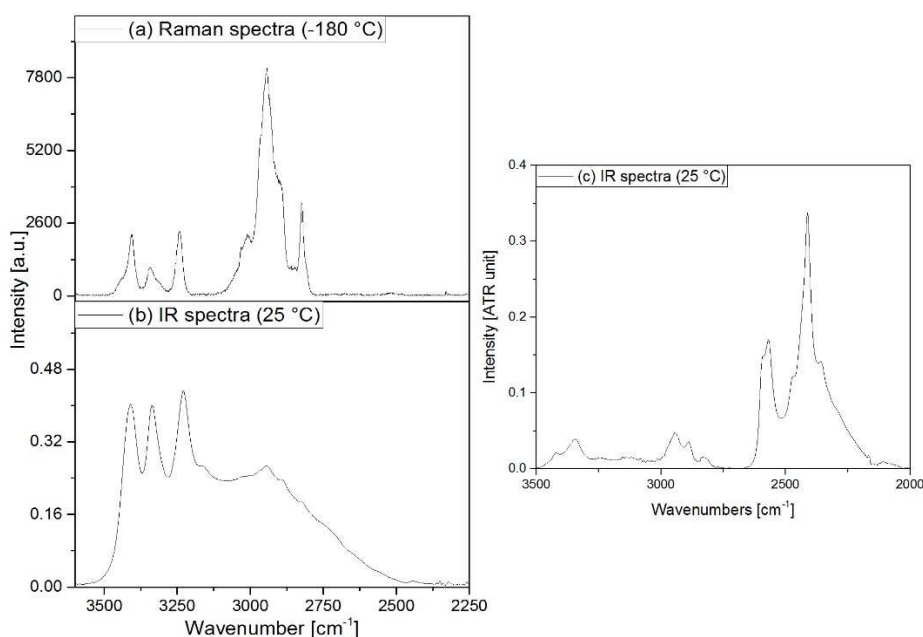 (a) Raman spectra (-180 °C)
7800
5200
2600
0
Intensity [a.u.]
(b) IR spectra (25 °C)
0.48
0.32
0.16
0.00
3500 3250 3000 2750 2500 2250
Wavenumber [cm-1]
(c) IR spectra (25 °C)
0.4
0.3
0.2
0.1
0.0
Intensity [ATR unit]
3500 3000 2500 2000
Wavenumbers [cm-1]